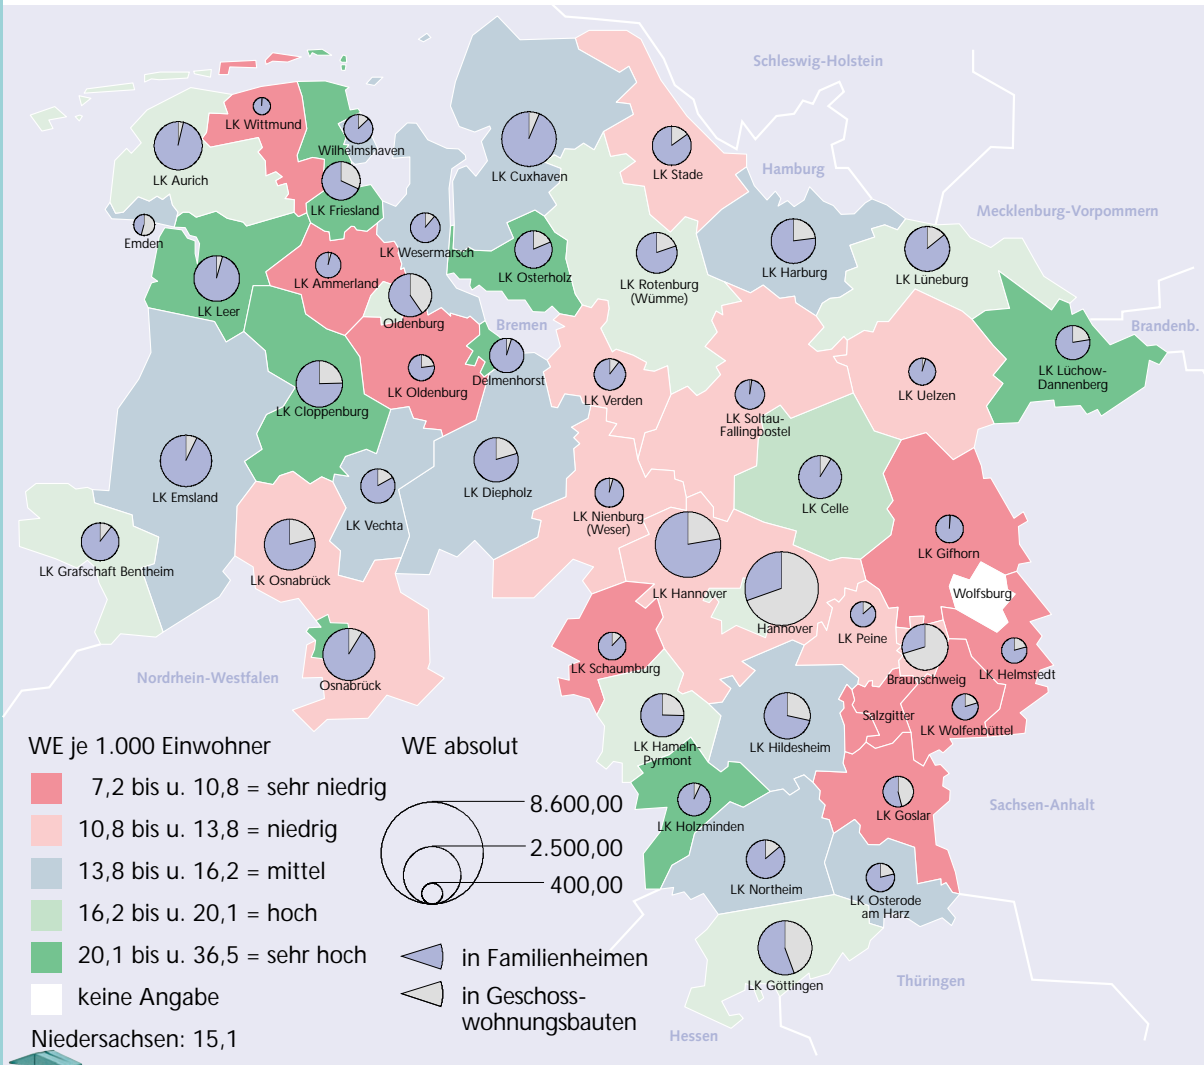 Schleswig-Holstein
Hamburg
Mecklenburg-Vorpommern
Brandenb.
Bremen
Nordrhein-Westfalen
Sachsen-Anhalt
Thüringen
Hessen
LK Wittmund
Wilhelmshaven
LK Aurich
LK Cuxhaven
LK Stade
LK Friesland
Emden
LK Wesermarsch
LK Osterholz
LK Rotenburg
(Wümme)
LK Harburg
LK Lüneburg
LK Ammerland
LK Leer
Oldenburg
LK Oldenburg
Delmenhorst
LK Verden
LK Uelzen
LK Lüchow-
Dannenberg
LK Cloppenburg
LK Soltau-
Fallingbostel
LK Emsland
LK Vechta
LK Diepholz
LK Nienburg
(Weser)
LK Celle
LK Gifhorn
LK Grafschaft Bentheim
LK Osnabrück
LK Hannover
Wolfsburg
Hannover
LK Peine
Osnabrück
LK Schaumburg
Braunschweig
LK Helmstedt
Salzgitter
LK Wolfenbüttel
LK Hameln-
Pyrmont
LK Hildesheim
LK Holzminden
LK Goslar
LK Northeim
LK Osterode
am Harz
LK Göttingen
WE je 1.000 Einwohner
7,2 bis u. 10,8 = sehr niedrig
10,8 bis u. 13,8 = niedrig
13,8 bis u. 16,2 = mittel
16,2 bis u. 20,1 = hoch
20,1 bis u. 36,5 = sehr hoch
keine Angabe
Niedersachsen: 15,1
WE absolut
8.600,00
2.500,00
400,00
in Familienheimen
in Geschoss-
wohnungsbauten